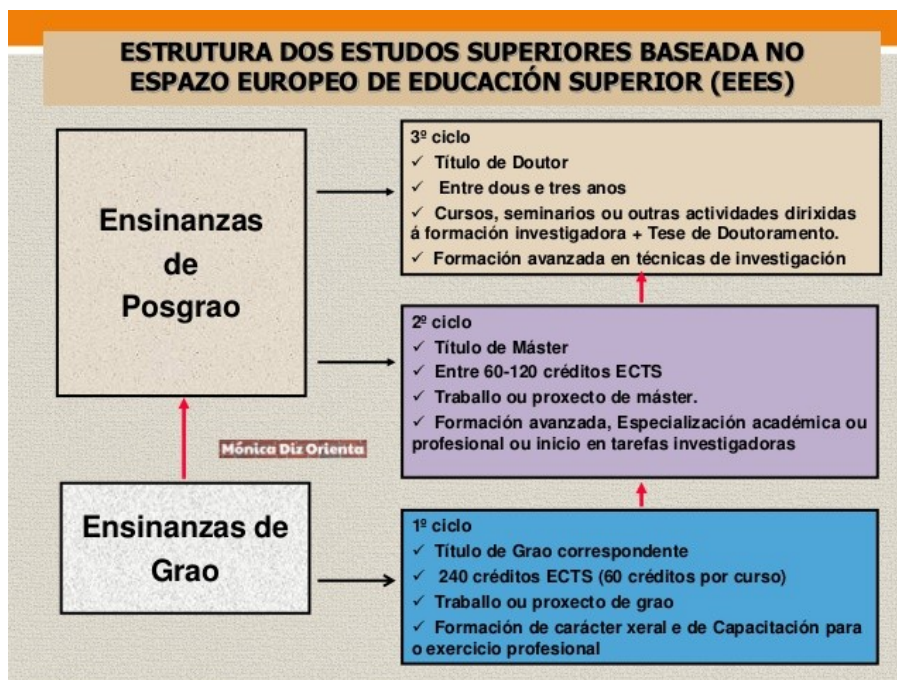 ESTRUTURA DOS ESTUDOS SUPERIORES BASEADA NO
ESPAZO EUROPEO DE EDUCACIÓN SUPERIOR (EEES)
Ensinanzas
de
Posgrao
3º ciclo
✓ Título de Doutor
✓ Entre dous e tres anos
✓ Cursos, seminarios ou outras actividades dirixidas
á formación investigadora + Tese de Doutoramento.
✓ Formación avanzada en técnicas de investigación
2º ciclo
✓ Título de Máster
✓ Entre 60-120 créditos ECTS
✓ Traballo ou proxecto de máster.
✓ Formación avanzada, Especialización académica ou
profesional ou inicio en tarefas investigadoras
Mónica Diz Orienta
Ensinanzas de
Grao
1º ciclo
✓ Título de Grao correspondente
✓ 240 créditos ECTS (60 créditos por curso)
✓ Traballo ou proxecto de grao
✓ Formación de carácter xeral e de Capacitación para
o exercicio profesional